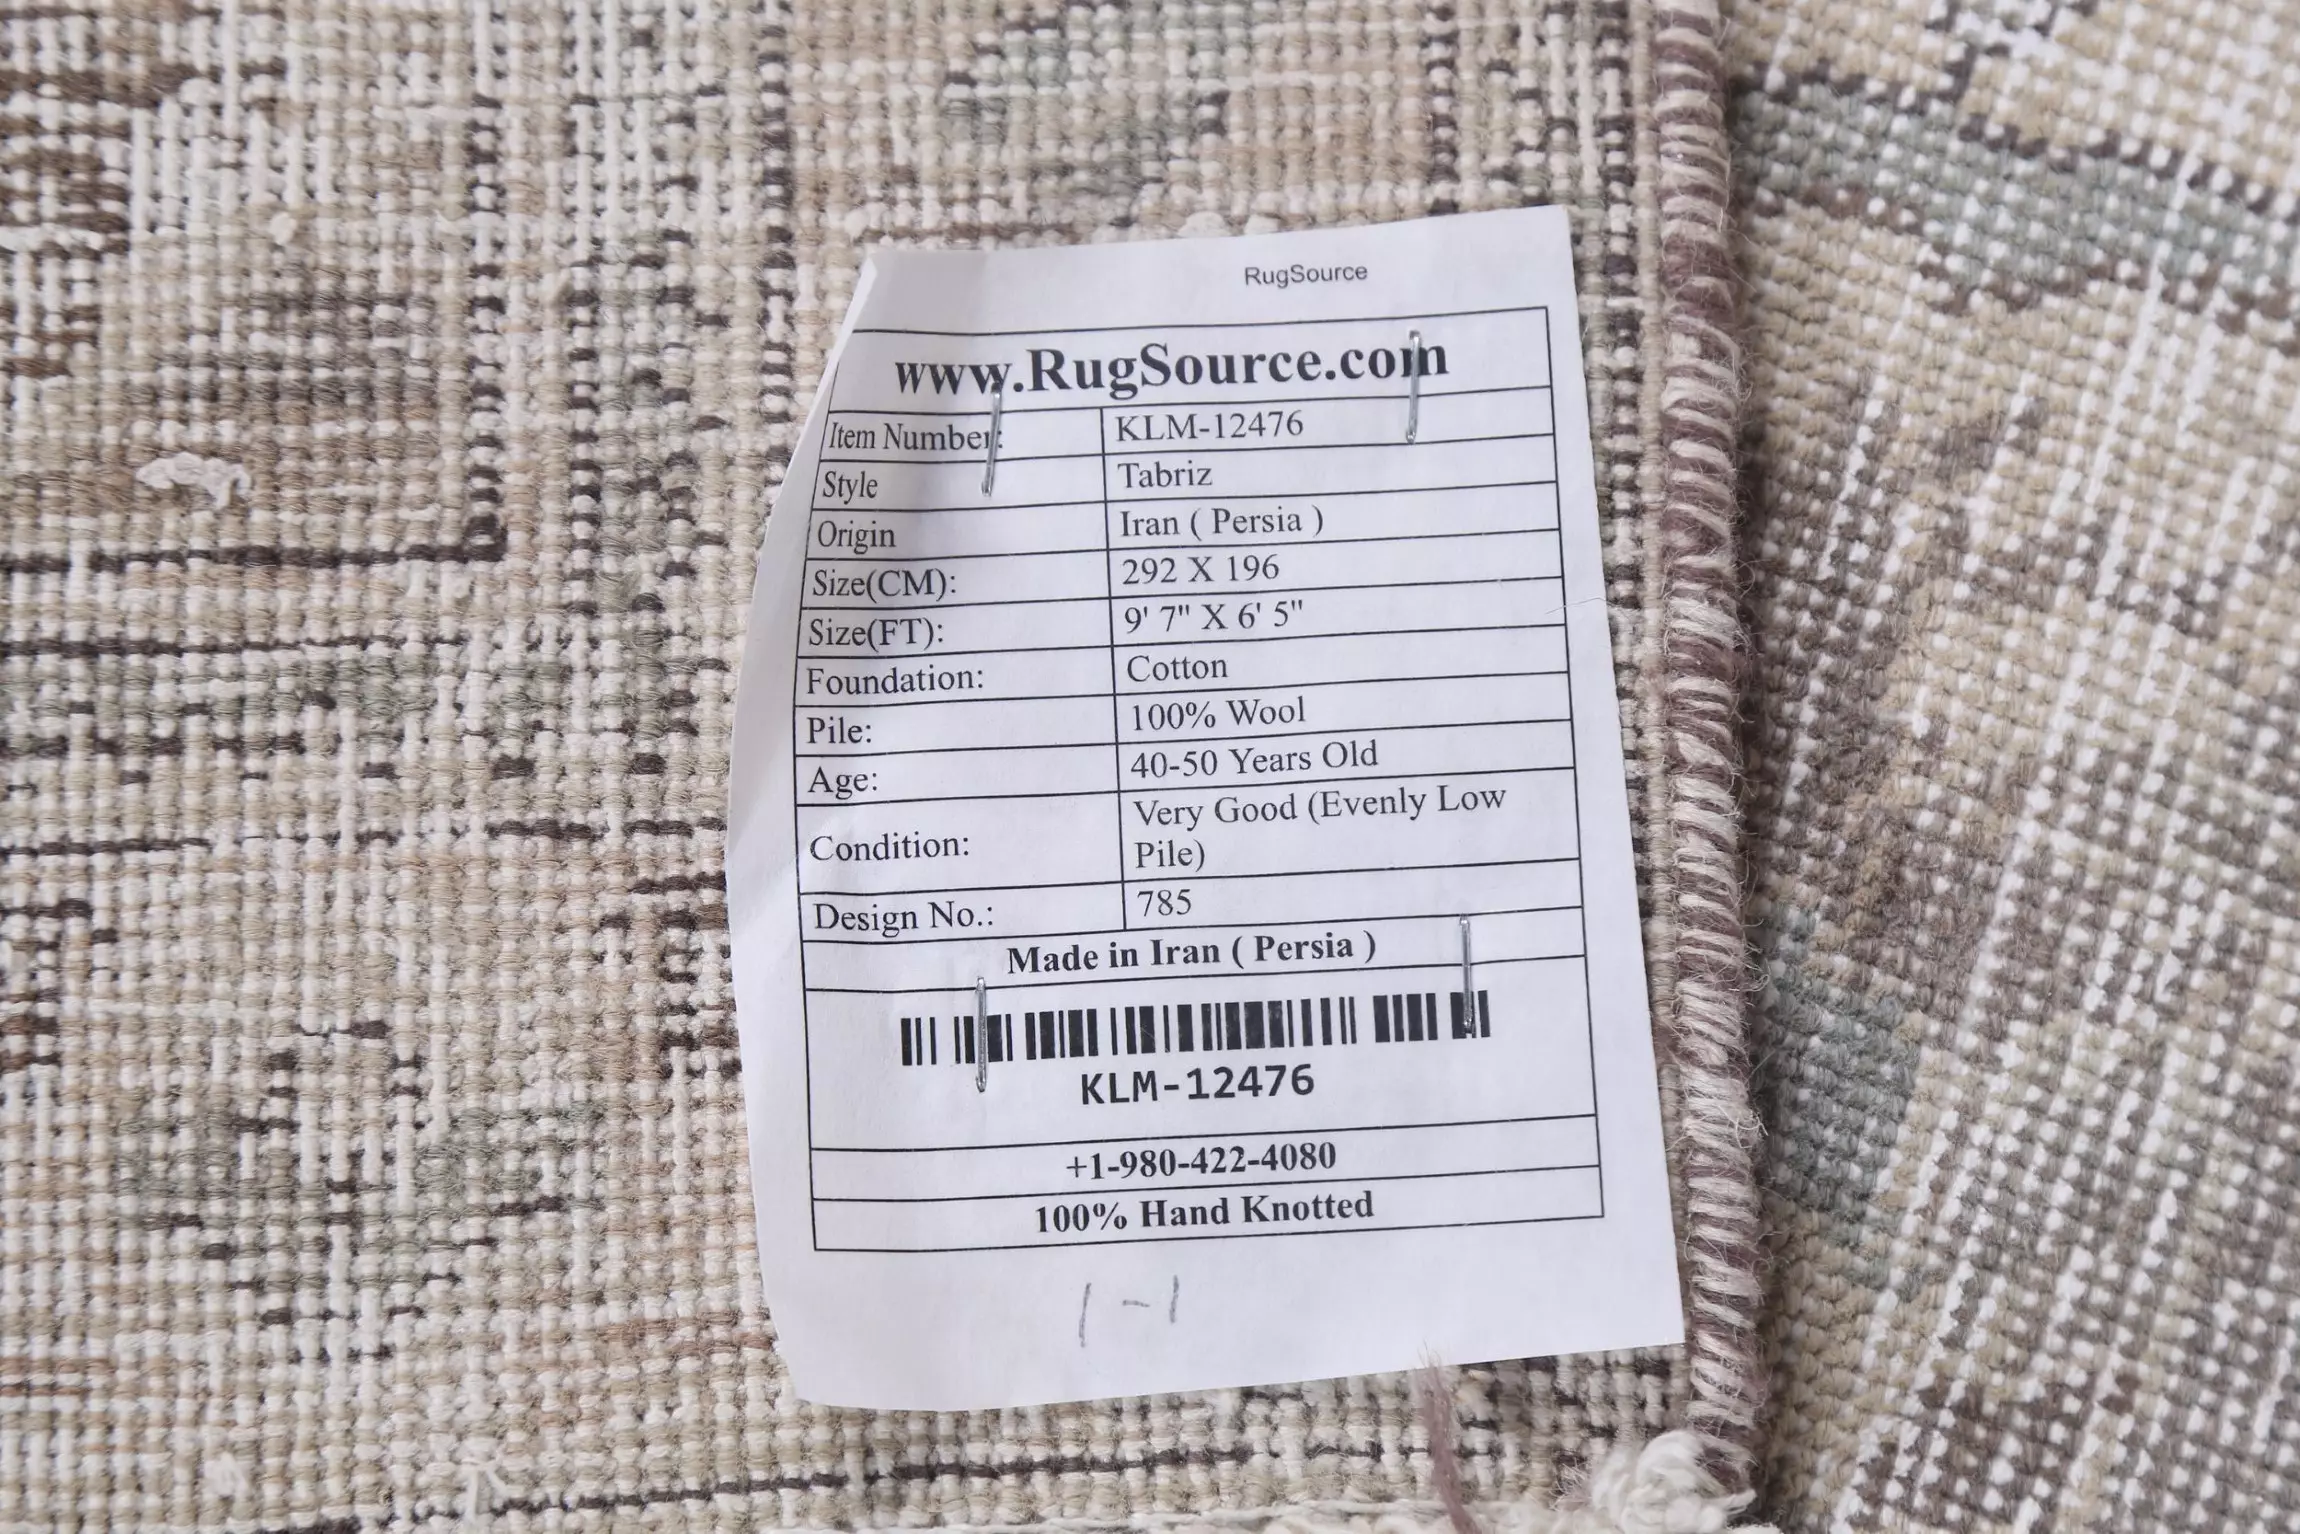 RugSource
www.RugSource.com
Item Number: KLM-12476
Style Tabriz
Origin Iran ( Persia )
Size(CM): 292 X 196
Size(FT): 9' 7" X 6' 5"
Foundation: Cotton
Pile: 100% Wool
Age: 40-50 Years Old
Condition: Very Good (Evenly Low
Pile)
Design No.: 785
Made in Iran ( Persia )
KLM-12476
+1-980-422-4080
100% Hand Knotted
1-1